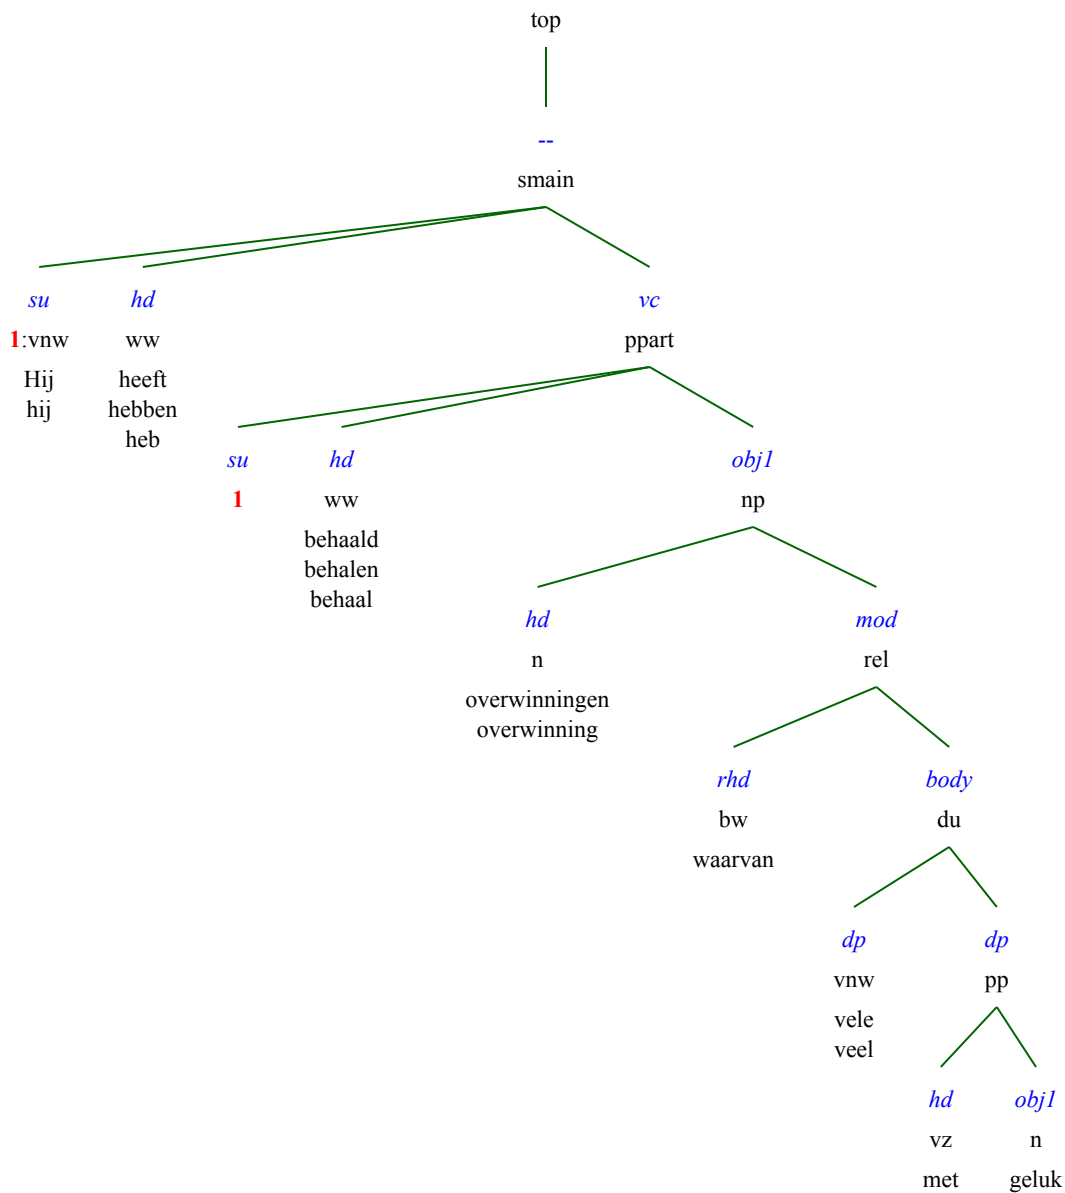 top
--
smain
su hd vc
1:vnw ww ppart
Hij heeft
hij hebben
heb
su hd obj1
1 ww np
behaald
behalen
behaal
hd mod
n rel
overwinningen
overwinning
rhd body
bw du
waarvan
dp dp
vnw pp
vele
veel
hd obj1
vz n
met geluk